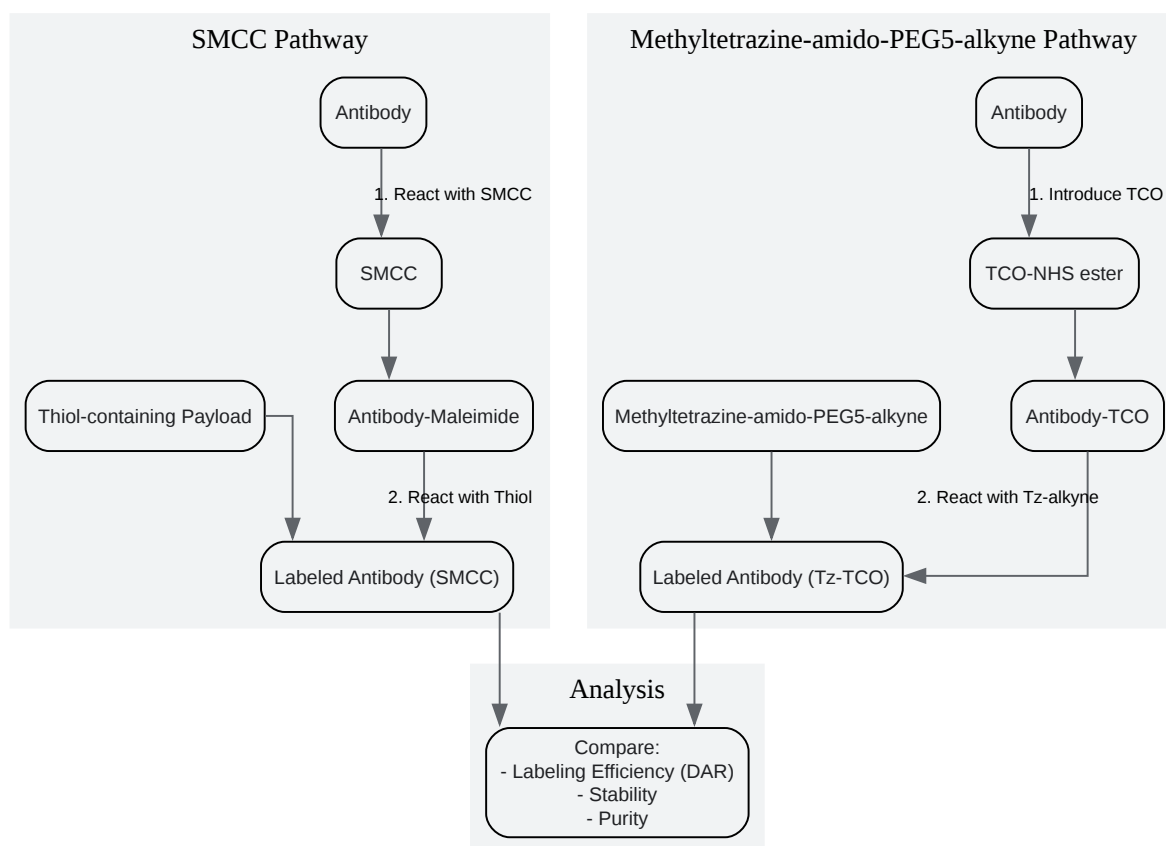 SMCC Pathway
Antibody
1. React with SMCC
SMCC
Thiol-containing Payload
Antibody-Maleimide
2. React with Thiol
Labeled Antibody (SMCC)
Methyltetrazine-amido-PEG5-alkyne Pathway
Antibody
1. Introduce TCO
TCO-NHS ester
Methyltetrazine-amido-PEG5-alkyne
Antibody-TCO
2. React with Tz-alkyne
Labeled Antibody (Tz-TCO)
Analysis
Compare:
- Labeling Efficiency (DAR)
- Stability
- Purity